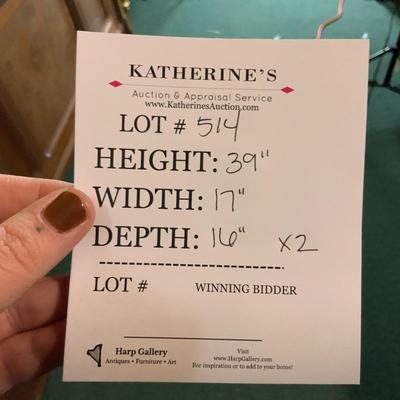 KATHERINE'S
Auction & Appraisal Service
www.KatherinesAuction.com
LOT # 514
HEIGHT: 39"
WIDTH: 17"
DEPTH: 16" x2
LOT # WINNING BIDDER
Harp Gallery
Antiques • Furniture • Art
Visit
www.HarpGallery.com
For inspiration or to add to your home!